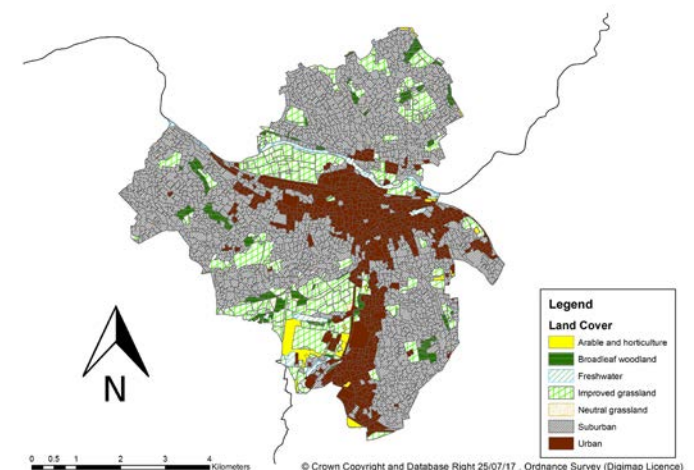 N
Legend
Land Cover
Arable and horticulture
Broadleaf woodland
Freshwater
Improved grassland
Neutral grassland
Suburban
Urban
0 0.5 1 2 3 4
Kilometers
© Crown Copyright and Database Right 25/07/17 . Ordnance Survey (Digimap Licence)